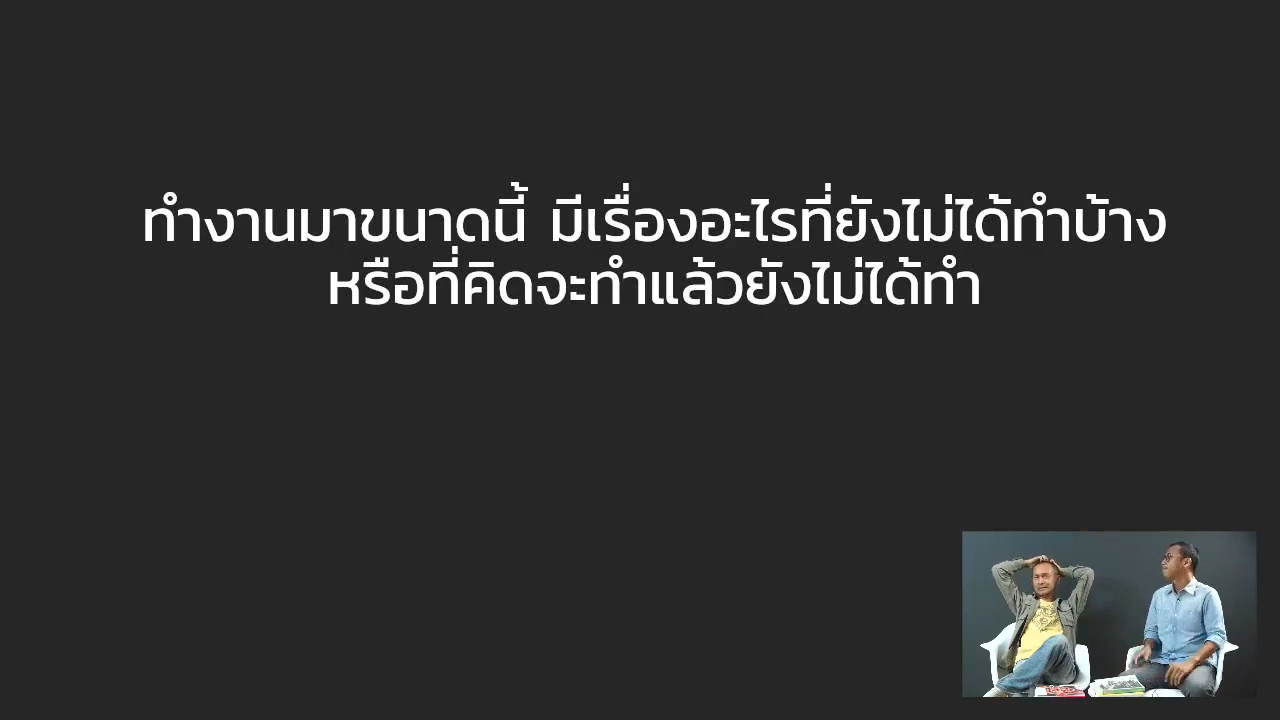 ทำงานมาขนาดนี้ มีเรื่องอะไรที่ยังไม่ได้ทำบ้าง
หรือที่คิดจะทำแล้วยังไม่ได้ทำ